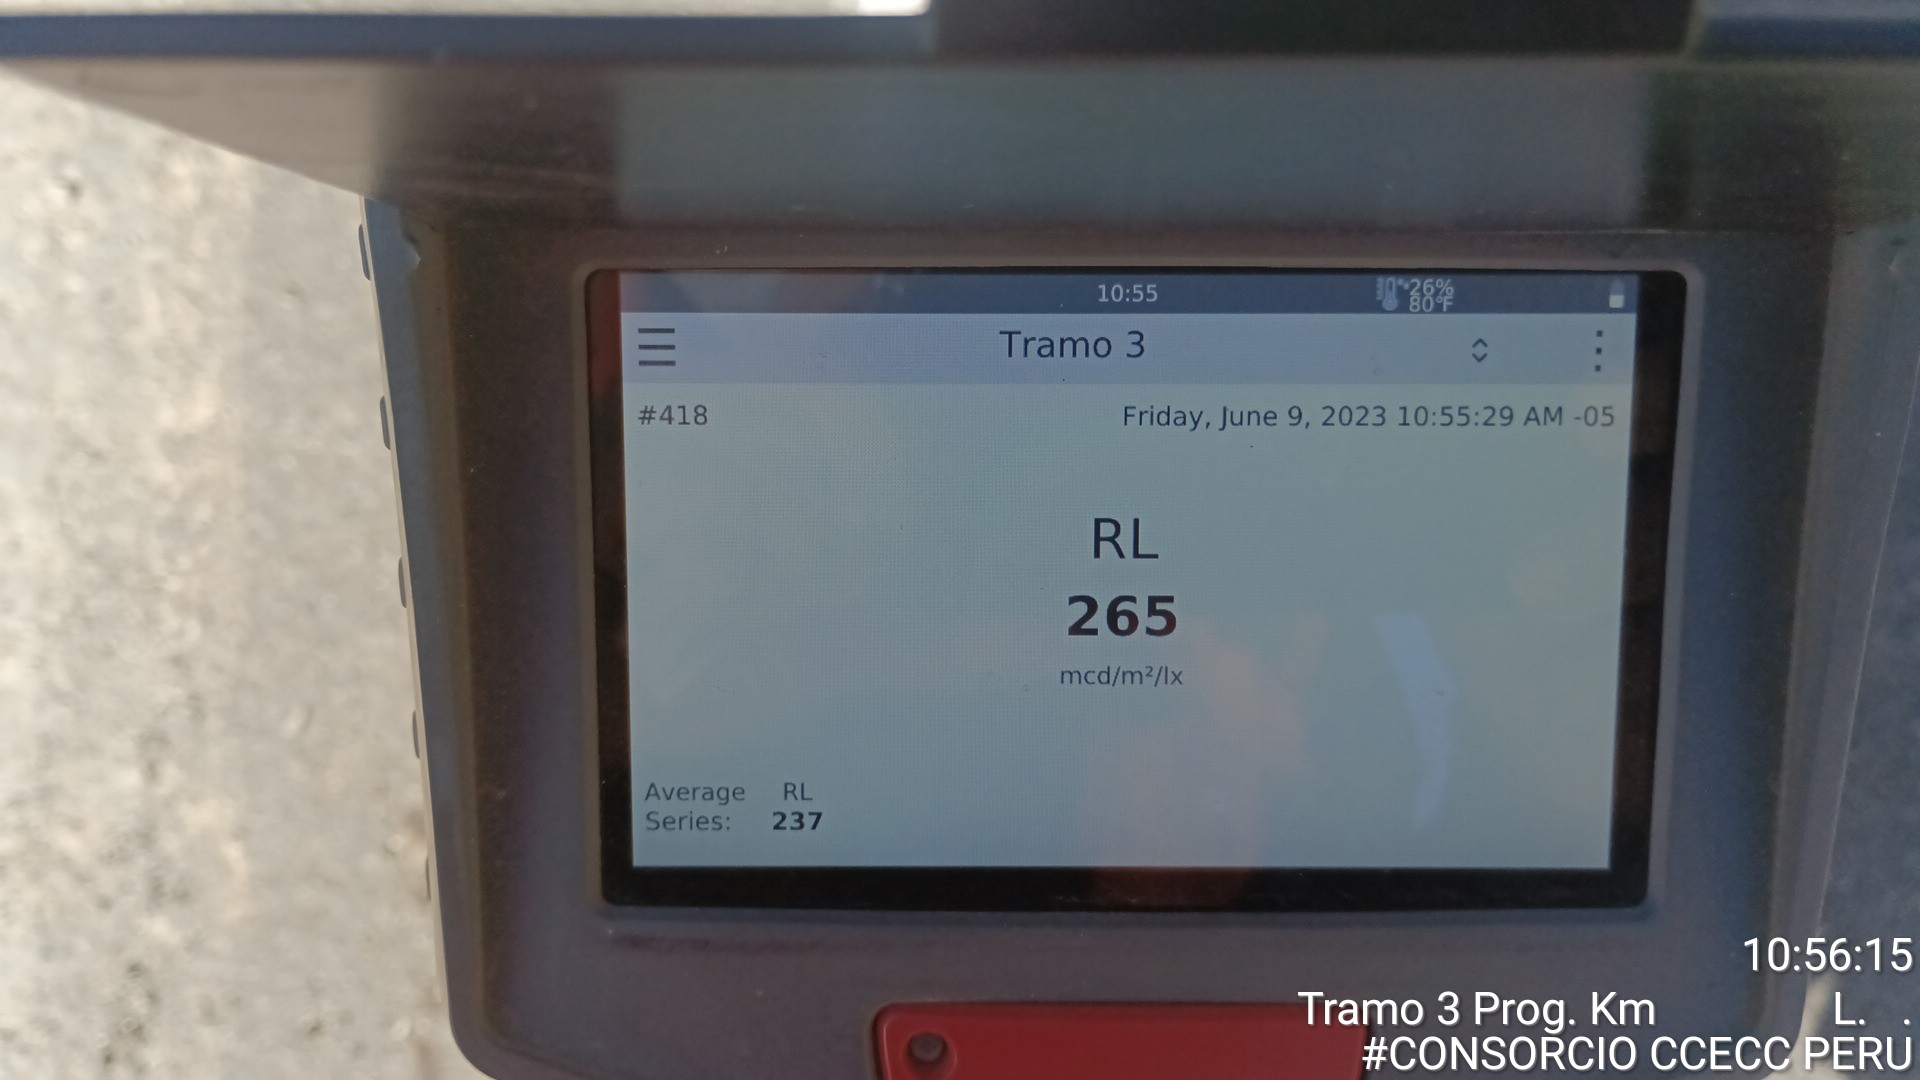 10:55
26%
80°F
Tramo 3
#418
Friday, June 9, 2023 10:55:29 AM -05
RL
265
mcd/m²/lx
Average RL
Series: 237
10:56:15
Tramo 3 Prog. Km L. .
#CONSORCIO CCECC PERU